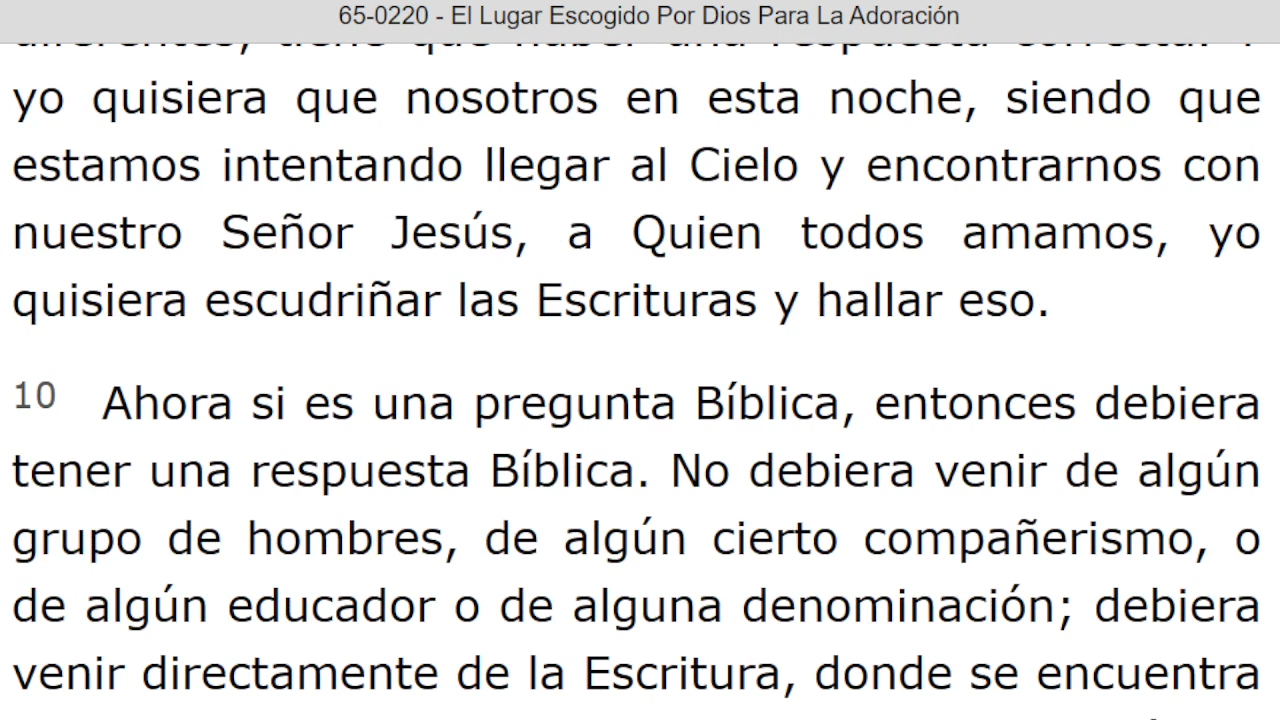 65-0220 - El Lugar Escogido Por Dios Para La Adoración
yo quisiera que nosotros en esta noche, siendo que
estamos intentando llegar al Cielo y encontrarnos con
nuestro Señor Jesús, a Quien todos amamos, yo
quisiera escudriñar las Escrituras y hallar eso.
10 Ahora si es una pregunta Bíblica, entonces debiera
tener una respuesta Bíblica. No debiera venir de algún
grupo de hombres, de algún cierto compañerismo, o
de algún educador o de alguna denominación; debiera
venir directamente de la Escritura, donde se encuentra